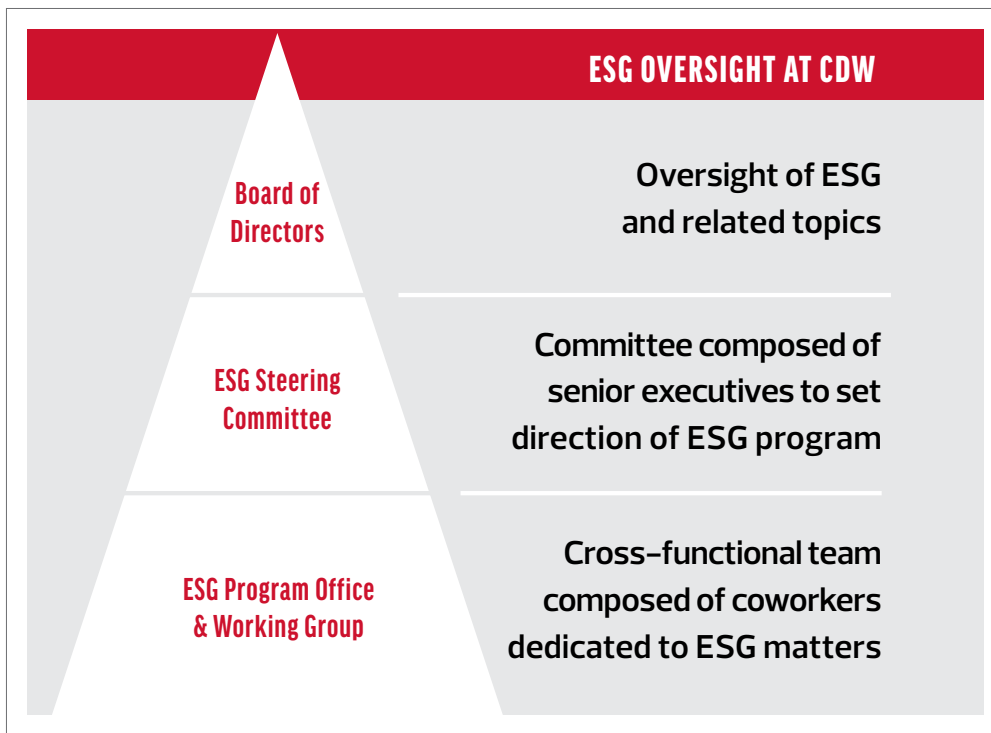 ESG OVERSIGHT AT CDW
Board of
Directors
Oversight of ESG
and related topics
ESG Steering
Committee
Committee composed of
senior executives to set
direction of ESG program
ESG Program Office
& Working Group
Cross-functional team
composed of coworkers
dedicated to ESG matters